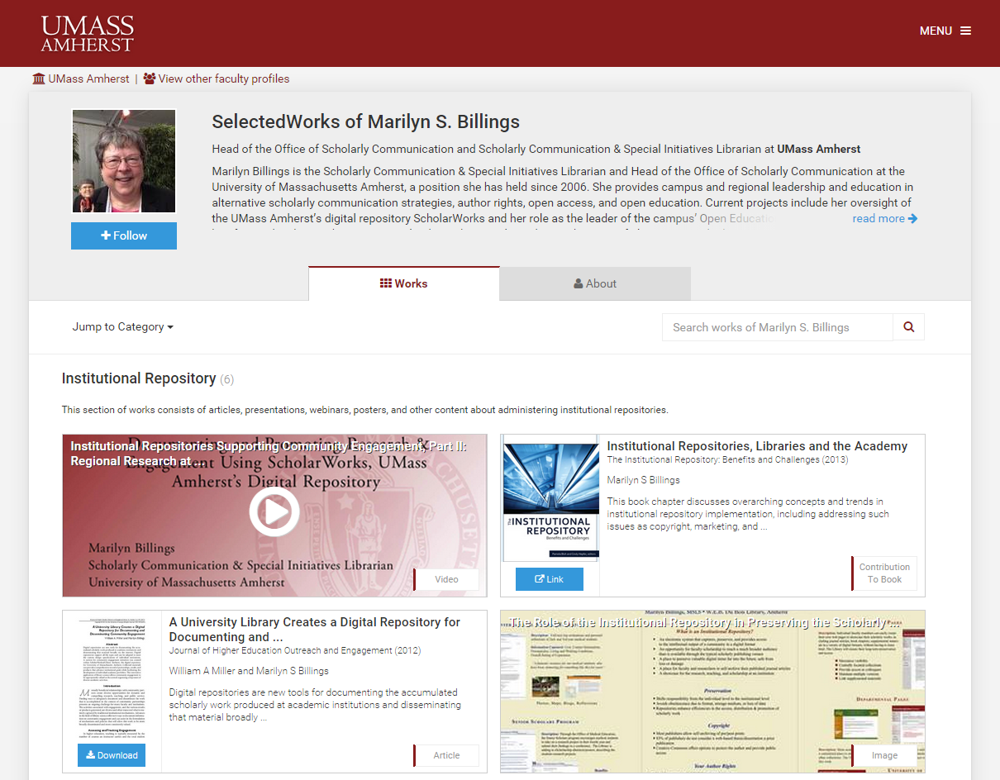 UMASS
AMHERST
MENU
UMass Amherst | View other faculty profiles
SelectedWorks of Marilyn S. Billings
Head of the Office of Scholarly Communication and Scholarly Communication & Special Initiatives Librarian at UMass Amherst
Marilyn Billings is the Scholarly Communication & Special Initiatives Librarian and Head of the Office of Scholarly Communication at the
University of Massachusetts Amherst, a position she has held since 2006. She provides campus and regional leadership and education in
alternative scholarly communication strategies, author rights, open access, and open education. Current projects include her oversight of
the UMass Amherst's digital repository ScholarWorks and her role as the leader of the campus' Open
read more
Follow
Works
About
Jump to Category
Search works of Marilyn S. Billings
Institutional Repository (6)
This section of works consists of articles, presentations, webinars, posters, and other content about administering institutional repositories.
Institutional Repositories Supporting Community Engagement, Part II:
Regional Research at ...
Engagement Using ScholarWorks, UMass
Amherst's Digital Repository
Marilyn Billings
Scholarly Communication & Special Initiatives Librarian
University of Massachusetts Amherst
Video
THE INSTITUTIONAL
REPOSITORY
Benefits and Challenges
Link
Institutional Repositories, Libraries and the Academy
The Institutional Repository: Benefits and Challenges (2013)
Marilyn S Billings
This book chapter discusses overarching concepts and trends in
institutional repository implementation, including addressing such
issues as copyright, marketing, and ...
Contribution
To Book
Download
A University Library Creates a Digital Repository for
Documenting and ...
Journal of Higher Education Outreach and Engagement (2012)
William A Miller and Marilyn S Billings
Digital repositories are new tools for documenting the accumulated
scholarly work produced at academic institutions and disseminating
that material broadly ...
Article
The Role of the Institutional Repository in Preserving the Scholarly ...
What is an Institutional Repository?
Preservation
Copyright
Your Author Rights
Senior Scholars Program
Departmental Pages
Image